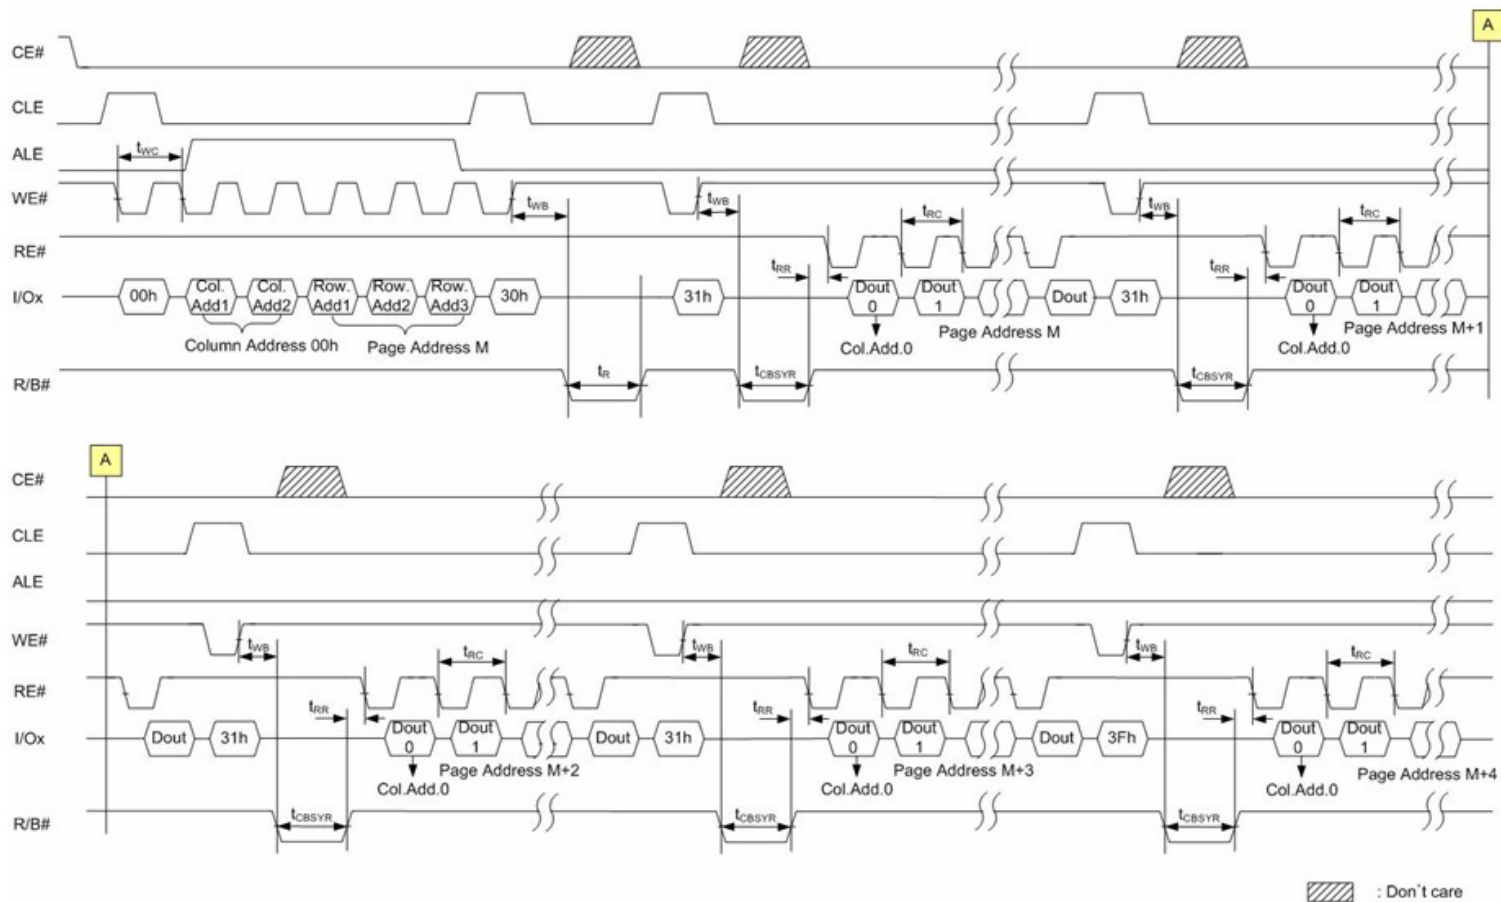 A
CE#
CLE
ALE
tWC
WE#
tWB tWB tWB
tRC tRC
RE#
tRR tRR
I/Ox 00h Col. Add1 Col. Add2 Row. Add1 Row. Add2 Row. Add3 30h 31h Dout 0 Dout 1 Dout 31h Dout 0 Dout 1
Column Address 00h Page Address M Col.Add.0 Page Address M Col.Add.0 Page Address M+1
R/B# tR tCBSYR tCBSYR
A
CE#
CLE
ALE
WE#
tWB tWB tWB
tRC tRC tRC
RE#
tRR tRR tRR
I/Ox Dout 31h Dout 0 Dout 1 Dout 31h Dout 0 Dout 1 Dout 3Fh Dout 0 Dout 1
Col.Add.0 Page Address M+2 Col.Add.0 Page Address M+3 Col.Add.0 Page Address M+4
R/B# tCBSYR tCBSYR tCBSYR
: Don`t care